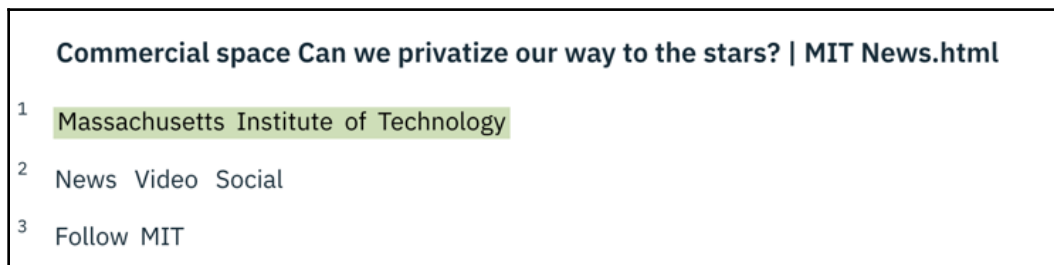 Commercial space Can we privatize our way to the stars? | MIT News.html
1 Massachusetts Institute of Technology
2 News Video Social
3 Follow MIT